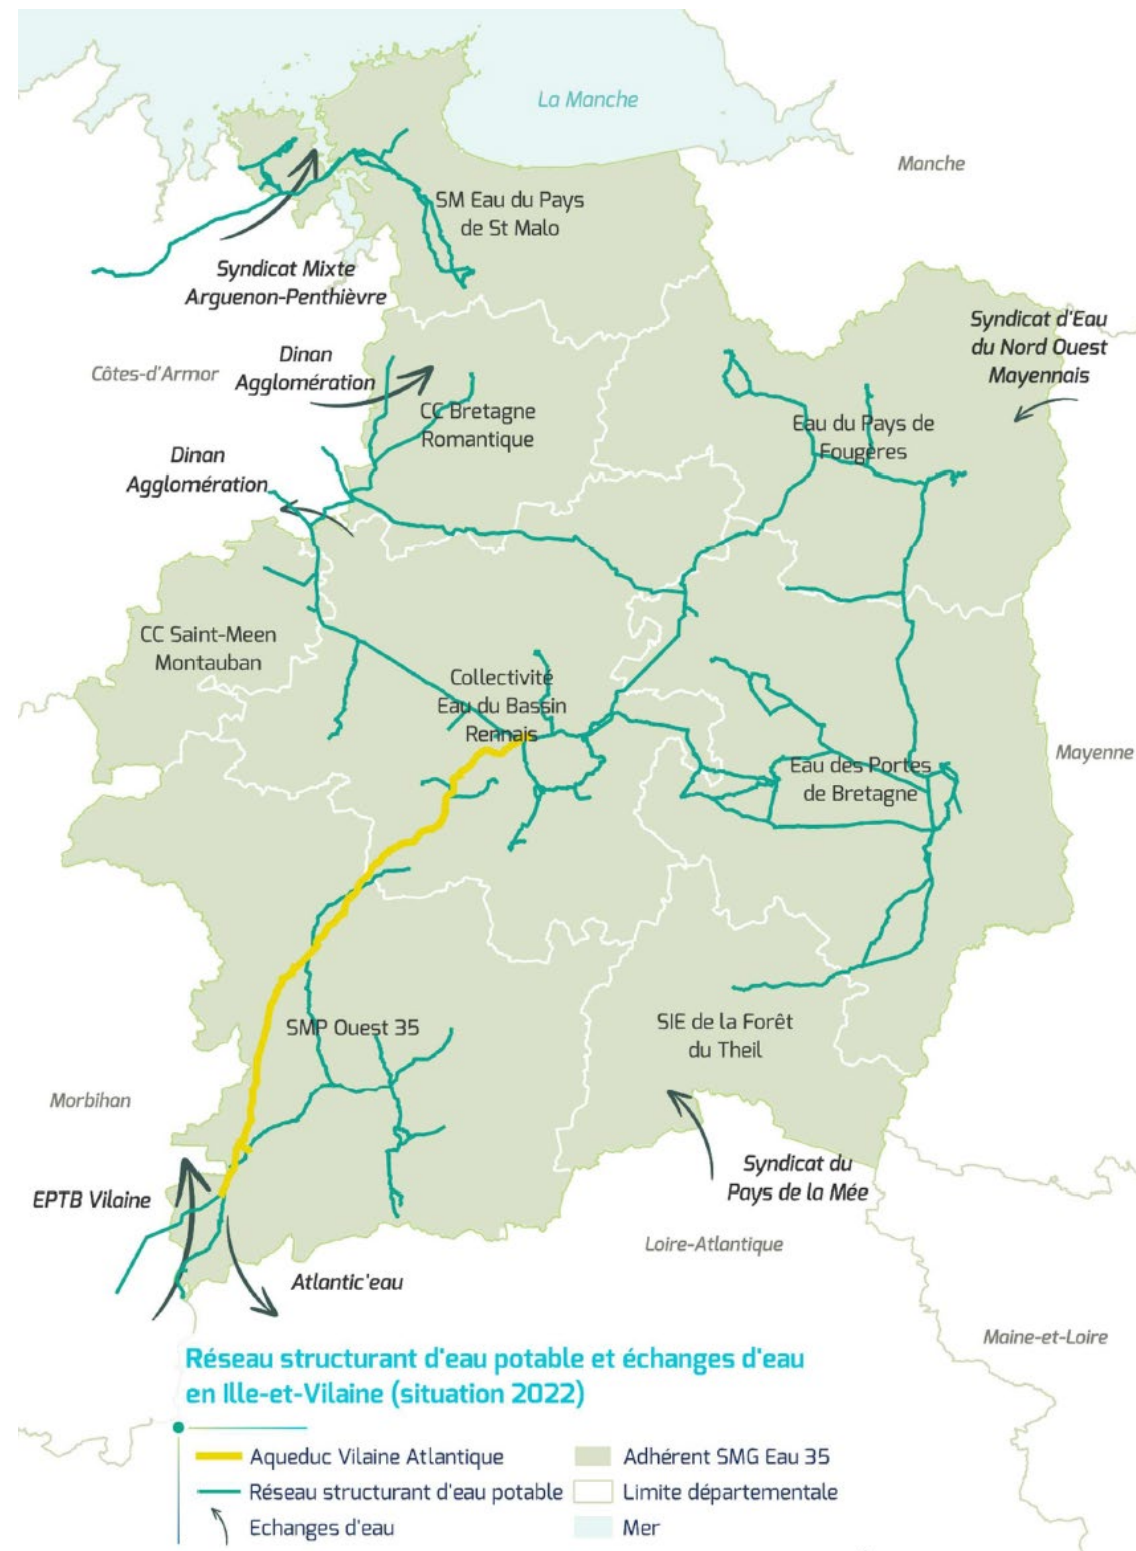 La Manche
Manche
SM Eau du Pays
de St Malo
Syndicat Mixte
Arguenon-Penthièvre
Syndicat d'Eau
du Nord Ouest
Mayennais
Dinan
Agglomération
Côtes-d'Armor
CC Bretagne
Romantique
Eau du Pays de
Fougères
Dinan
Agglomération
CC Saint-Meen
Montauban
Collectivité
Eau du Bassin
Rennais
Mayenne
Eau des Portes
de Bretagne
SMP Ouest 35
SIE de la Forêt
du Theil
Morbihan
Syndicat du
Pays de la Mée
EPTB Vilaine
Loire-Atlantique
Atlantic'eau
Maine-et-Loire
Réseau structurant d'eau potable et échanges d'eau
en Ille-et-Vilaine (situation 2022)
Aqueduc Vilaine Atlantique
Réseau structurant d'eau potable
Echanges d'eau
Adhérent SMG Eau 35
Limite départementale
Mer